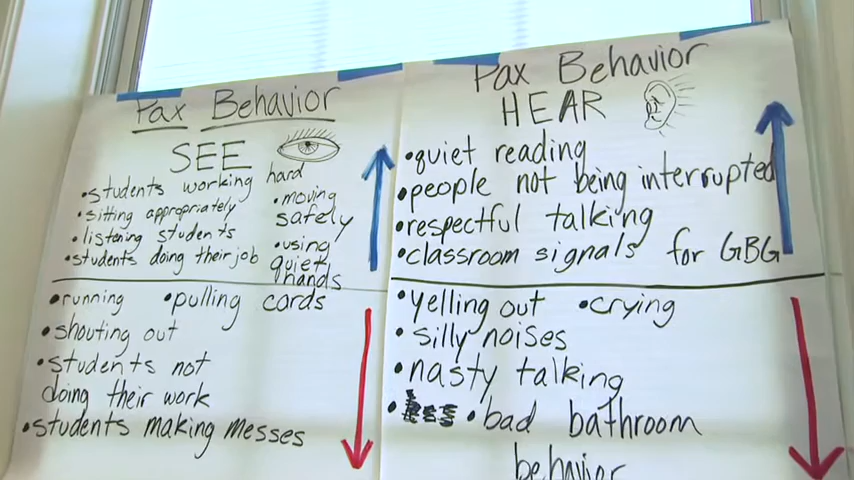 Pax Behavior
SEE
• students working hard
• sitting appropriately
• listening students
• students doing their job
• moving
safely
• using
quiet
hands
• running • pulling cards
• shouting out
• students not
doing their work
• students making messes
Pax Behavior
HEAR
• quiet reading
• people not being interrupted
• respectful talking
• classroom signals for GBG
• yelling out • crying
• silly noises
• nasty talking
• bad bathroom
behavior